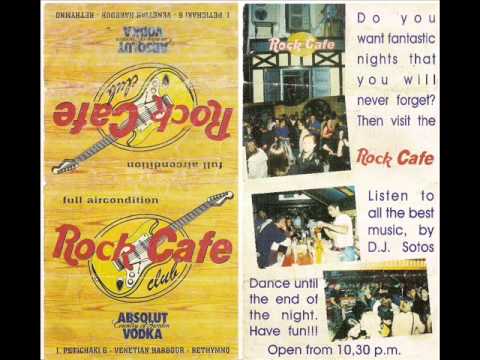 I. PETICHAKI 6 - VENETIAN HARBOUR - RETHYMNO
ABSOLUT
Country of Sweden
VODKA
Rock Cafe
club
full aircondition
full aircondition
Rock Cafe
club
ABSOLUT
Country of Sweden
VODKA
I. PETICHAKI 6 - VENETIAN HARBOUR - RETHYMNO
Rock Cafe
Do you
want fantastic
nights that
you will
never forget?
Then visit the
Rock Cafe
Listen to
all the best
music, by
D.J. Sotos
Dance until
the end of
the night.
Have fun!!!
Open from 10,30 p.m.